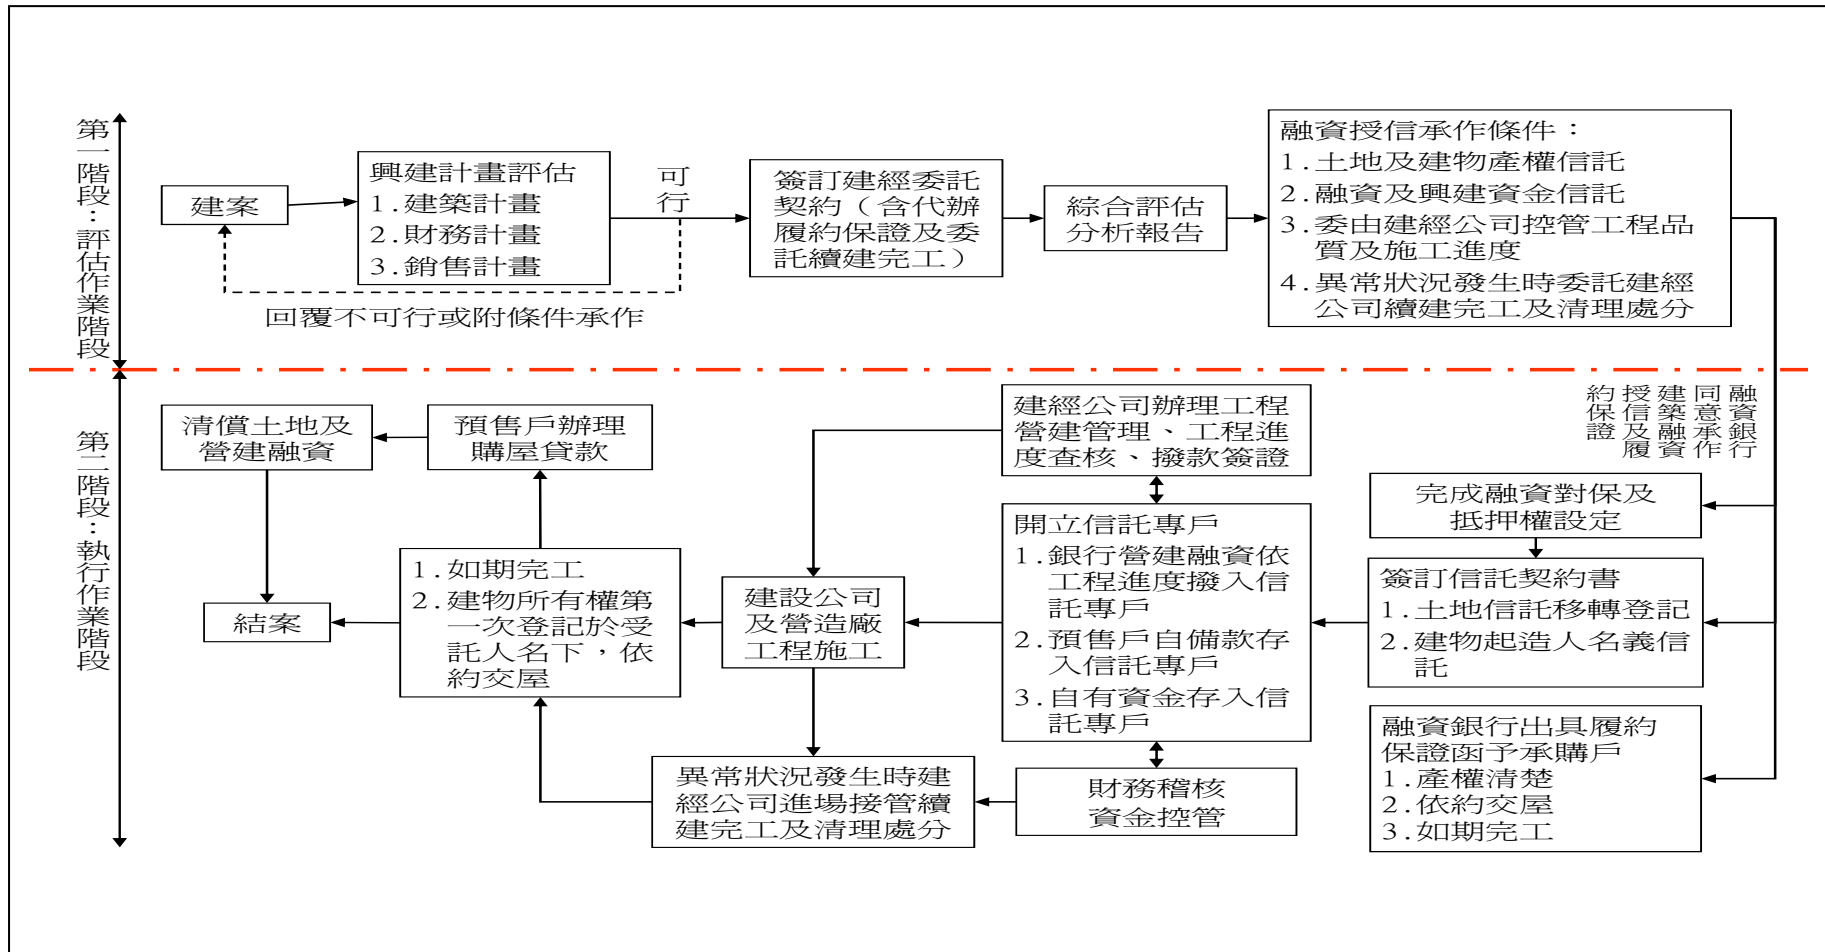 第一階段：評估作業階段
建案
興建計畫評估
1.建築計畫
2.財務計畫
3.銷售計畫
可行
回覆不可行或附條件承作
簽訂建經委託
契約（含代辦
履約保證及委
託續建完工）
綜合評估
分析報告
融資授信承作條件：
1.土地及建物產權信託
2.融資及興建資金信託
3.委由建經公司控管工程品
質及施工進度
4.異常狀況發生時委託建經
公司續建完工及清理處分
第二階段：執行作業階段
融資銀行
同意承作
建築融資
授信及履
約保證
完成融資對保及
抵押權設定
簽訂信託契約書
1.土地信託移轉登記
2.建物起造人名義信
託
融資銀行出具履約
保證函予承購戶
1.產權清楚
2.依約交屋
3.如期完工
建經公司辦理工程
營建管理、工程進
度查核、撥款簽證
開立信託專戶
1.銀行營建融資依
工程進度撥入信
託專戶
2.預售戶自備款存
入信託專戶
3.自有資金存入信
託專戶
財務稽核
資金控管
建設公司
及營造廠
工程施工
異常狀況發生時建
經公司進場接管續
建完工及清理處分
1.如期完工
2.建物所有權第
一次登記於受
託人名下，依
約交屋
預售戶辦理
購屋貸款
清償土地及
營建融資
結案